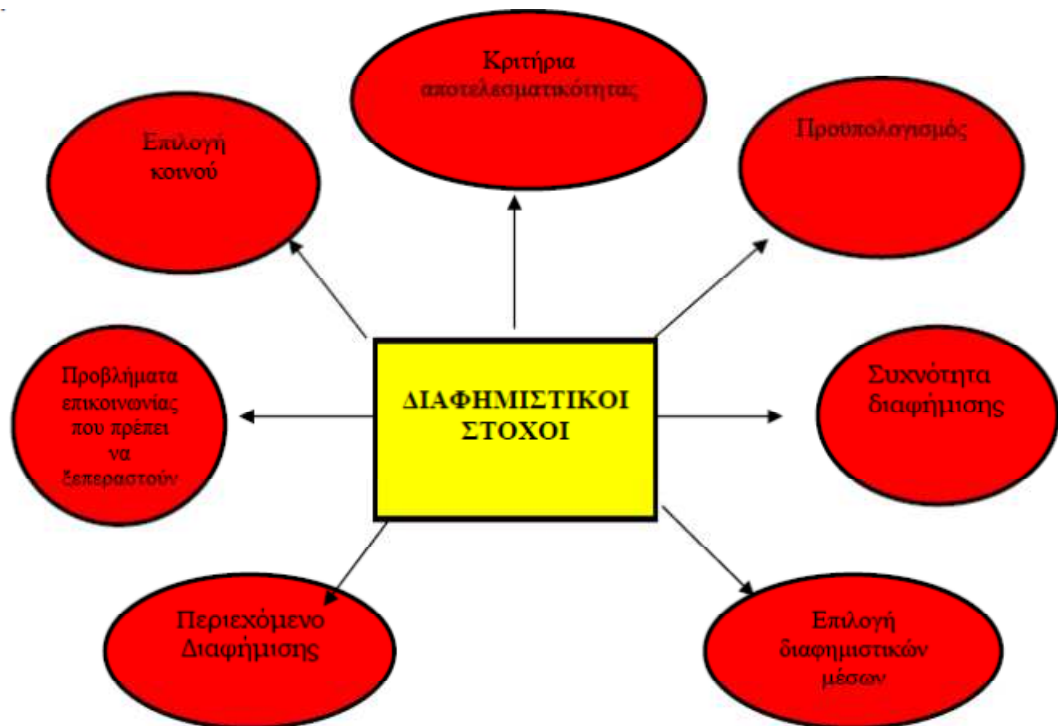 Κριτήρια
αποτελεσματικότητας
Επιλογή
κοινού
Προϋπολογισμός
Προβλήματα
επικοινωνίας
που πρέπει
να
ξεπεραστούν
ΔΙΑΦΗΜΙΣΤΙΚΟΙ
ΣΤΟΧΟΙ
Συχνότητα
διαφήμισης
Περιεχόμενο
Διαφήμισης
Επιλογή
διαφημιστικών
μέσων